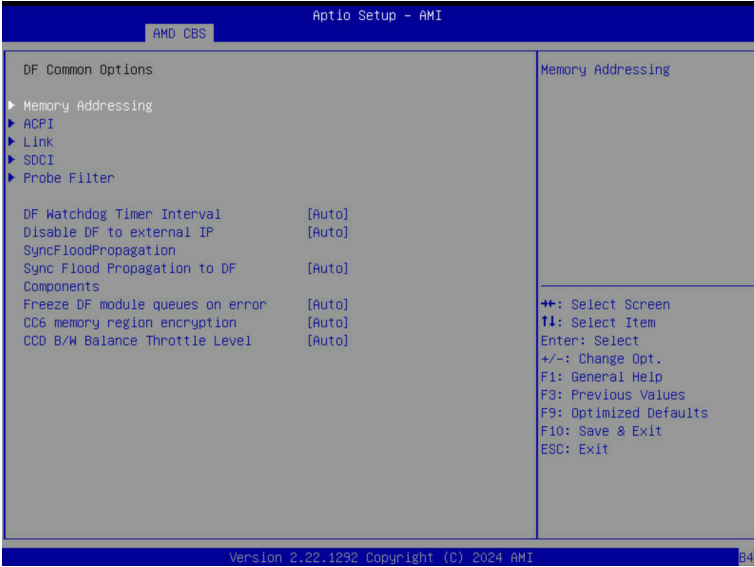 Aptio Setup – AMI
AMD CBS
DF Common Options
Memory Addressing
ACPI
Link
SDCI
Probe Filter
DF Watchdog Timer Interval [Auto]
Disable DF to external IP [Auto]
SyncFloodPropagation
Sync Flood Propagation to DF [Auto]
Components
Freeze DF module queues on error [Auto]
CC6 memory region encryption [Auto]
CCD B/W Balance Throttle Level [Auto]
Memory Addressing
→←: Select Screen
↑↓: Select Item
Enter: Select
+/-: Change Opt.
F1: General Help
F3: Previous Values
F9: Optimized Defaults
F10: Save & Exit
ESC: Exit
Version 2.22.1292 Copyright (C) 2024 AMI
B4